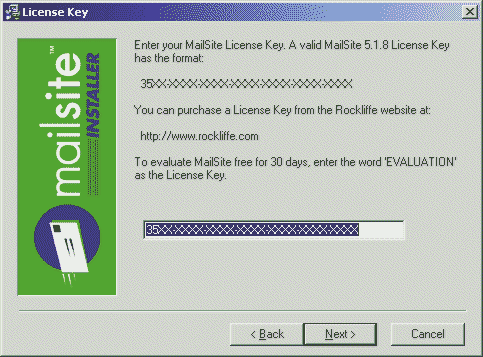 License Key
Enter your MailSite License Key. A valid MailSite 5.1.8 License Key
has the format:
35XX-XXXX-XXXX-XXXX-XXXX-XXXX-XXXX
You can purchase a License Key from the Rockliffe website at:
http://www.rockliffe.com
To evaluate MailSite free for 30 days, enter the word 'EVALUATION'
as the License Key.
35XX-XXXX-XXXX-XXXX-XXXX-XXXX-XXXX
mailsite™
INSTALLER
< Back
Next >
Cancel